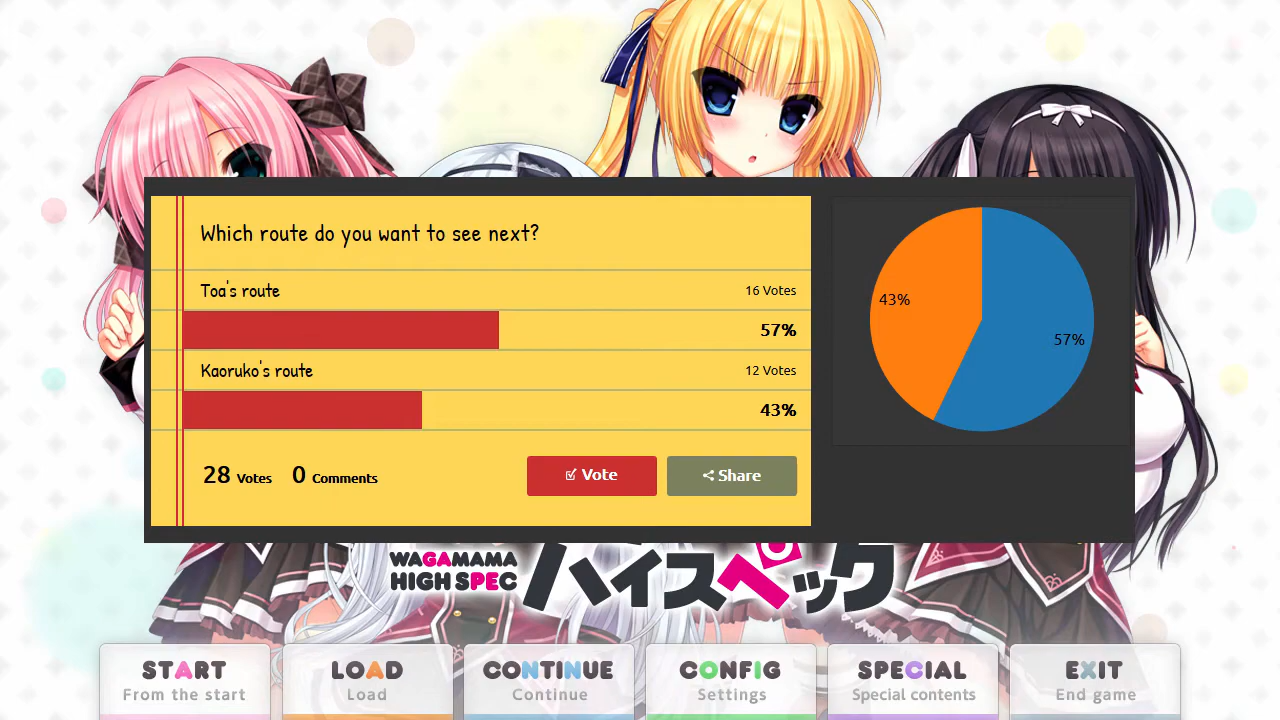 Which route do you want to see next?
Toa's route
16 Votes
57%
Kaoruko's route
12 Votes
43%
28 Votes 0 Comments
Vote
Share
43%
57%
WAGAMAMA
HIGH SPEC
ハイスペック
START
From the start
LOAD
Load
CONTINUE
Continue
CONFIG
Settings
SPECIAL
Special contents
EXIT
End game